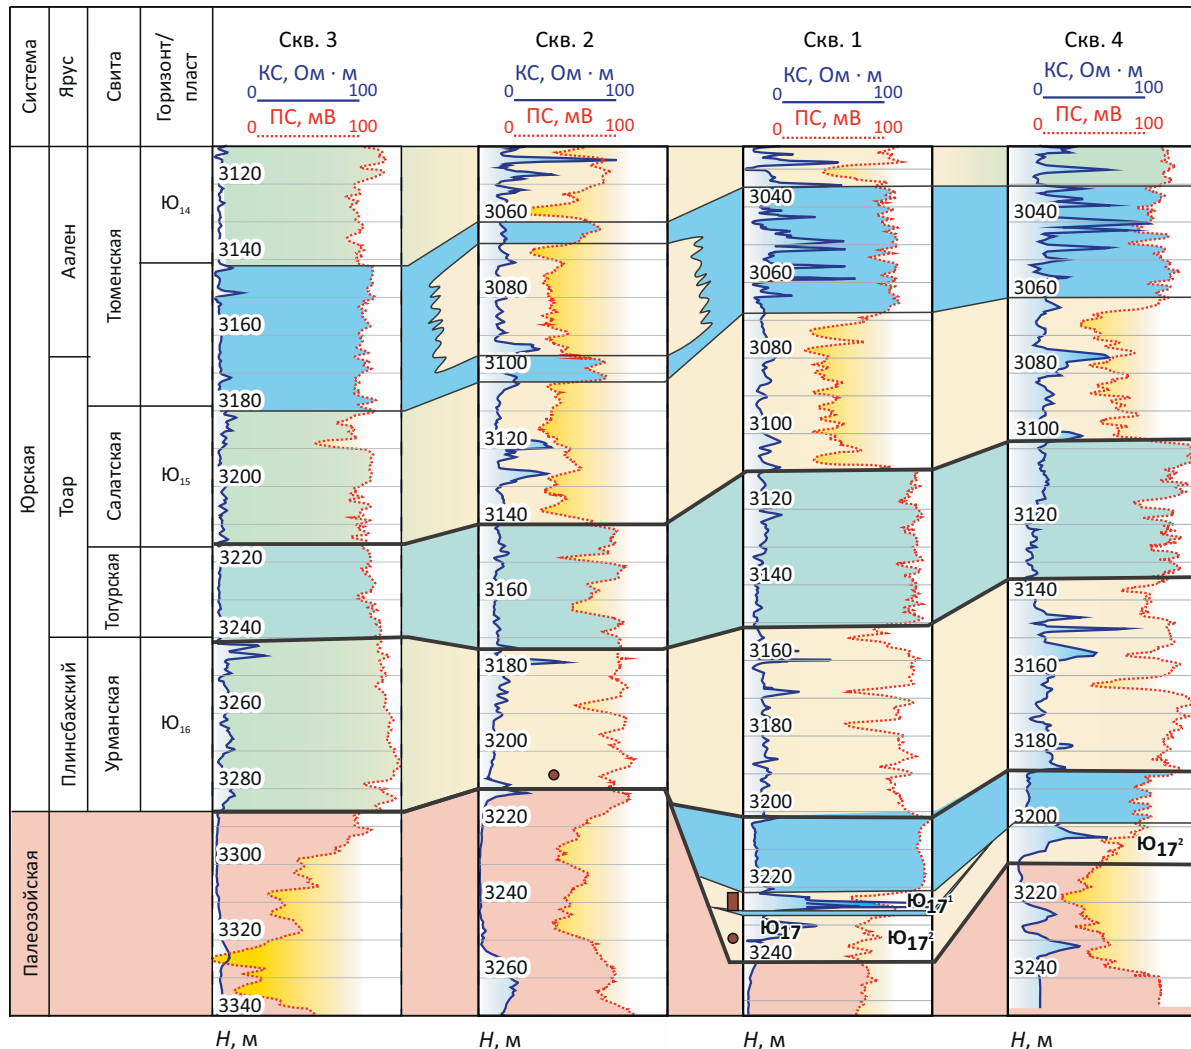 Система
Ярус
Свита
Горизонт/
пласт
Скв. 3
КС, Ом · м
0 100
ПС, мВ
0 100
Скв. 2
КС, Ом · м
0 100
ПС, мВ
0 100
Скв. 1
КС, Ом · м
0 100
ПС, мВ
0 100
Скв. 4
КС, Ом · м
0 100
ПС, мВ
0 100
Юрская
Палеозойская
Аален
Тоар
Плинсбахский
Тюменская
Салатская
Тогурская
Урманская
Ю14
Ю15
Ю16
3120
3140
3160
3180
3200
3220
3240
3260
3280
3300
3320
3340
3060
3080
3100
3120
3140
3160
3180
3200
3220
3240
3260
3040
3060
3080
3100
3120
3140
3160
3180
3200
3220
3240
Ю17¹
Ю17
Ю17²
3040
3060
3080
3100
3120
3140
3160
3180
3200
3220
3240
Ю17²
Н, м
Н, м
Н, м
Н, м